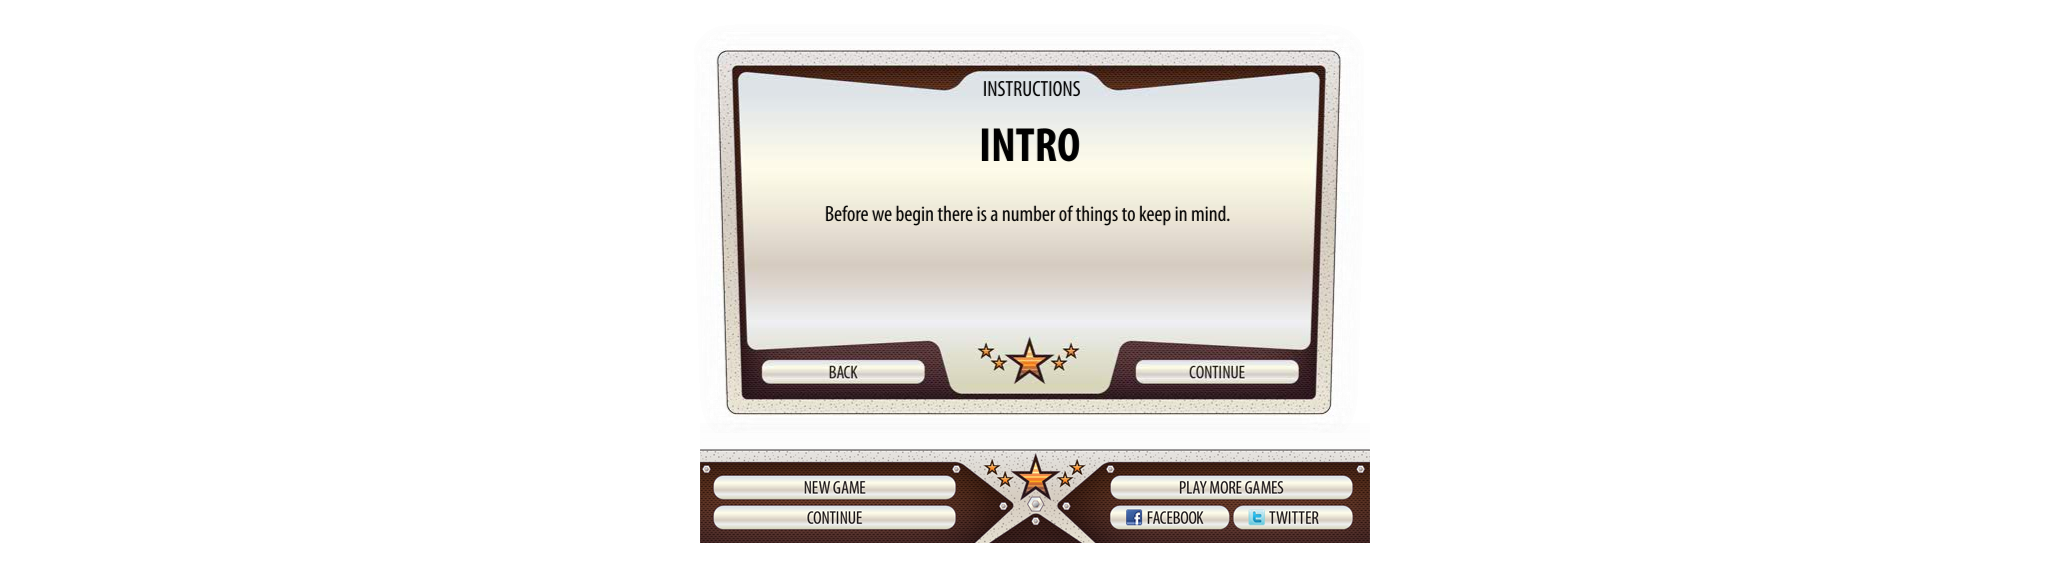 INSTRUCTIONS
INTRO
Before we begin there is a number of things to keep in mind.
BACK
CONTINUE
NEW GAME
PLAY MORE GAMES
CONTINUE
FACEBOOK
TWITTER